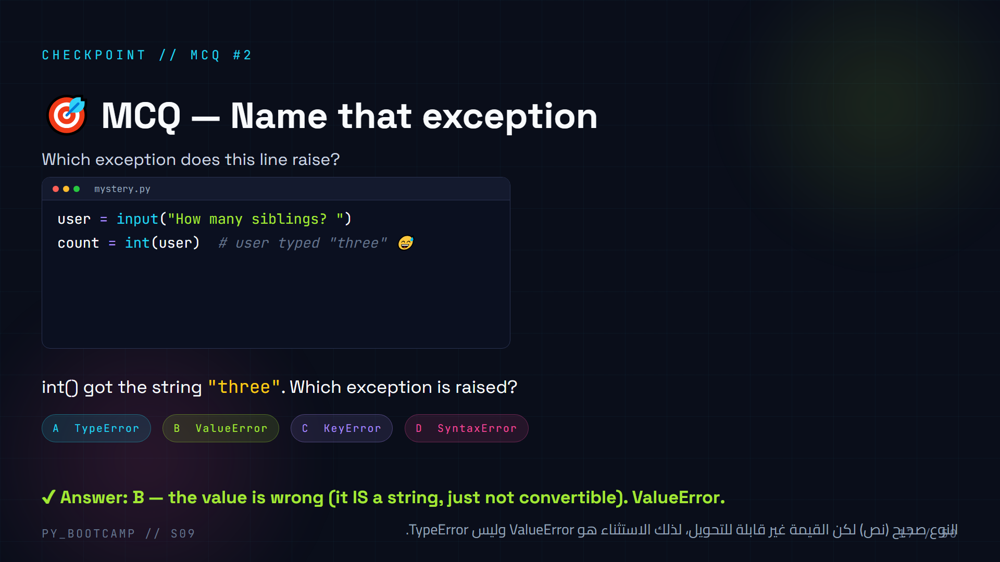 CHECKPOINT // MCQ #2
🎯 MCQ — Name that exception
Which exception does this line raise?
mystery.py
user = input("How many siblings? ")
count = int(user)  # user typed "three" 😅
int() got the string "three". Which exception is raised?
A TypeError
B ValueError
C KeyError
D SyntaxError
✓ Answer: B — the value is wrong (it IS a string, just not convertible). ValueError.
النوع صحيح (نص) لكن القيمة غير قابلة للتحويل، لذلك الاستثناء هو ValueError وليس TypeError.
PY_BOOTCAMP // S09
17 / 50